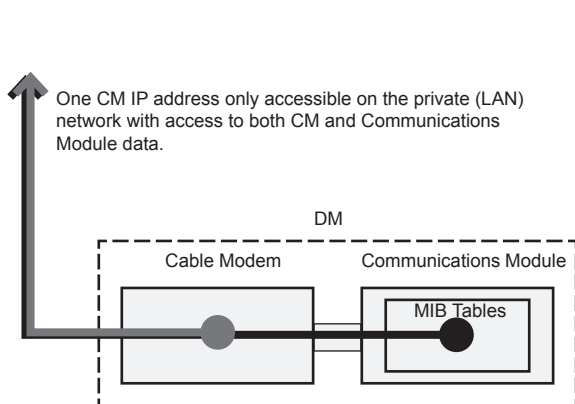 One CM IP address only accessible on the private (LAN)
network with access to both CM and Communications
Module data.
DM
Cable Modem
Communications Module
MIB Tables